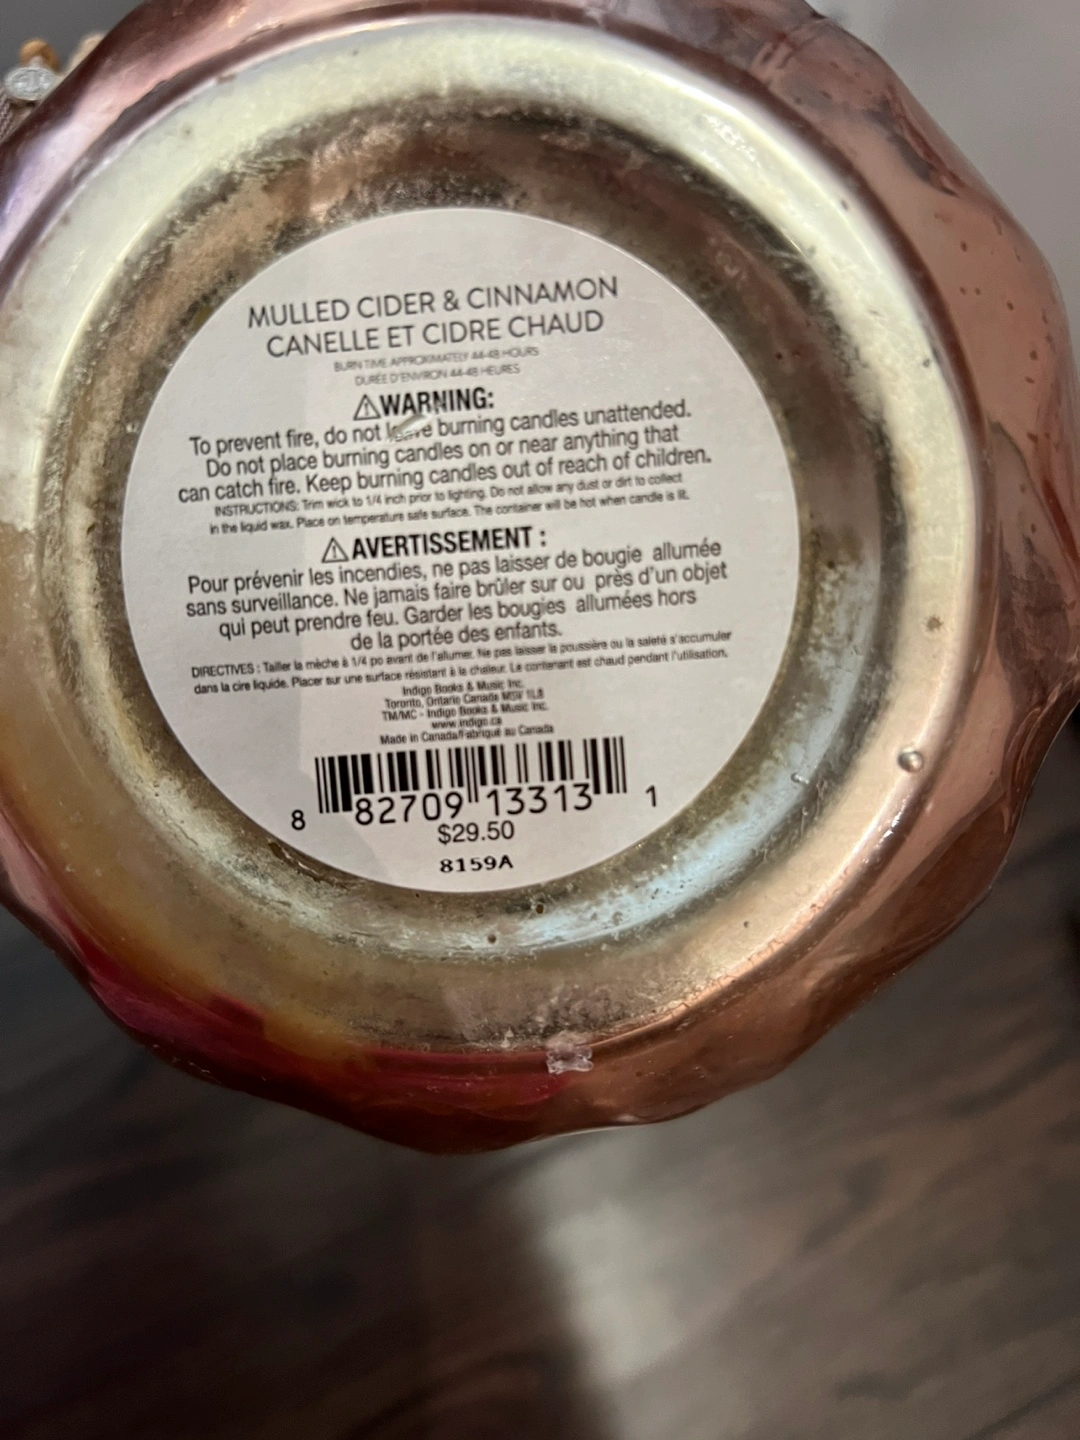 MULLED CIDER & CINNAMON
CANELLE ET CIDRE CHAUD
BURN TIME APPROXIMATELY 44-48 HOURS
DURÉE D'ENVIRON 44-48 HEURES
⚠WARNING:
To prevent fire, do not leave burning candles unattended.
Do not place burning candles on or near anything that
can catch fire. Keep burning candles out of reach of children.
INSTRUCTIONS: Trim wick to 1/4 inch prior to lighting. Do not allow any dust or dirt to collect
in the liquid wax. Place on temperature safe surface. The container will be hot when candle is lit.
⚠AVERTISSEMENT :
Pour prévenir les incendies, ne pas laisser de bougie allumée
sans surveillance. Ne jamais faire brûler sur ou près d'un objet
qui peut prendre feu. Garder les bougies allumées hors
de la portée des enfants.
DIRECTIVES : Tailler la mèche à 1/4 po avant de l'allumer. Ne pas laisser la poussière ou la saleté s'accumuler
dans la cire liquide. Placer sur une surface résistant à la chaleur. Le contenant est chaud pendant l'utilisation.
Indigo Books & Music Inc.
Toronto, Ontario Canada M5V 1L8
TM/MC - Indigo Books & Music Inc.
www.indigo.ca
Made in Canada/Fabriqué au Canada
8 82709 13313 1
$29.50
8159A